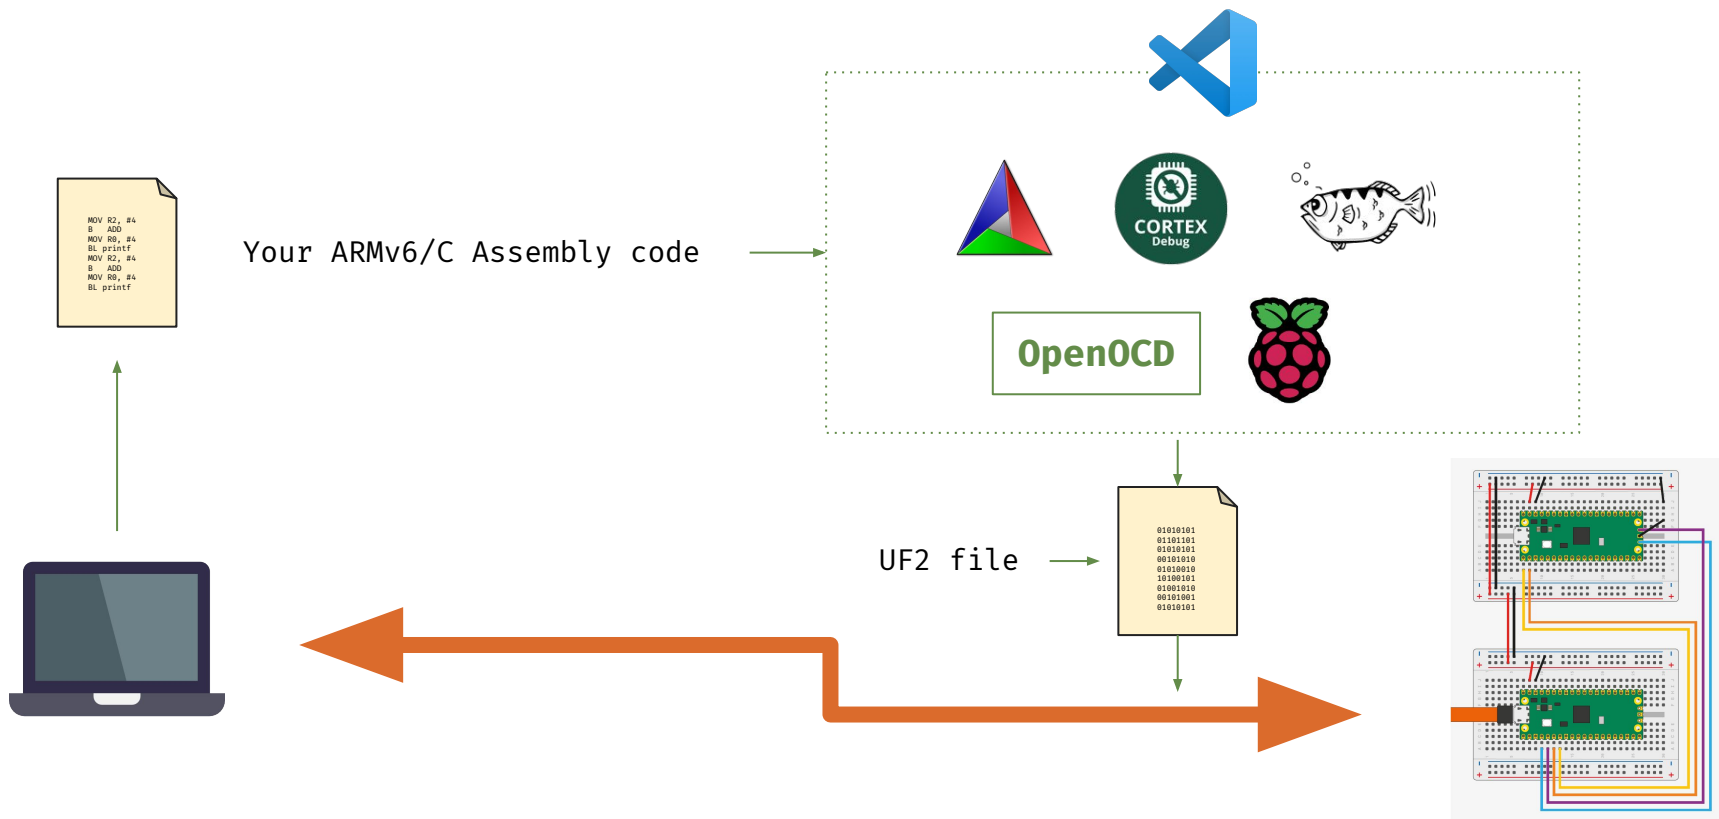 MOV R2, #4
B   ADD
MOV R0, #4
BL printf
MOV R2, #4
B   ADD
MOV R0, #4
BL printf
Your ARMv6/C Assembly code
CORTEX
Debug
OpenOCD
UF2 file
01010101
01101101
01010101
00101010
01010010
10100101
01001010
00101001
01010101